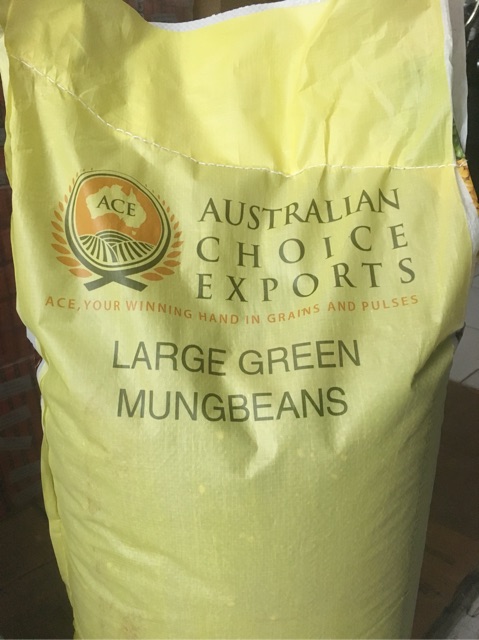 ACE
AUSTRALIAN
CHOICE
EXPORTS
ACE, YOUR WINNING HAND IN GRAINS AND PULSES
LARGE GREEN
MUNGBEANS